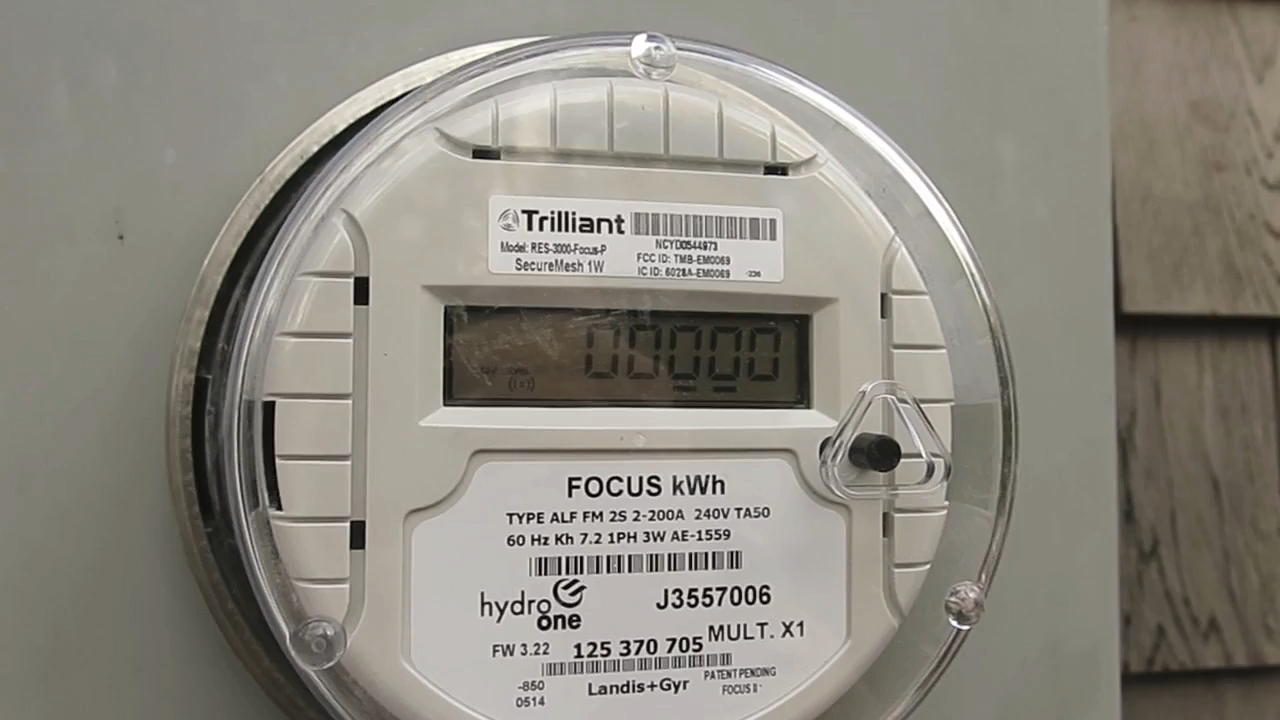 Trilliant
NCYD0544973
Model: RES-3000-Focus-P
FCC ID: TMB-EM0069
SecureMesh 1W
IC ID: 6028A-EM0069 -236
00000
FOCUS kWh
TYPE ALF FM 2S 2-200A 240V TA50
60 Hz Kh 7.2 1PH 3W AE-1559
hydro one
J3557006
MULT. X1
FW 3.22
125 370 705
-850
0514
Landis+Gyr
PATENT PENDING
FOCUS II